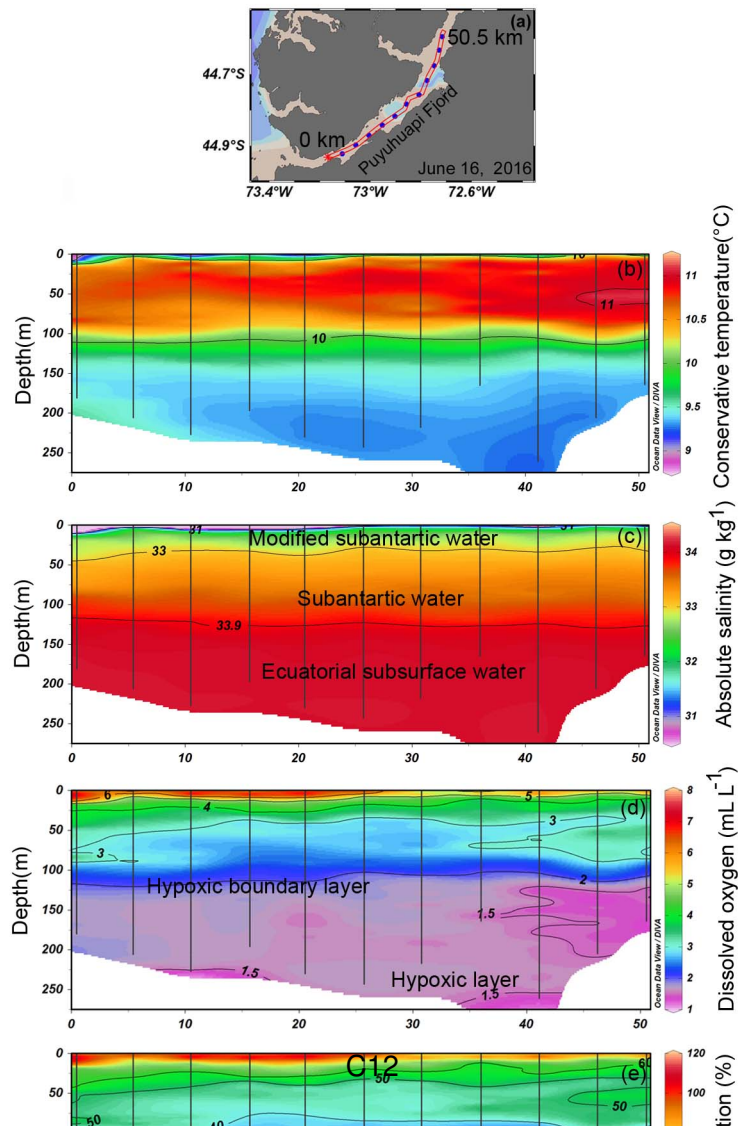 (a)
50.5 km
44.7°S
44.9°S
0 km
Puyuhuapi Fjord
June 16, 2016
73.4°W 73°W 72.6°W
0
50
100
150
200
250
Depth(m)
10
(b)
11
10
0 10 20 30 40 50
Ocean Data View / DIVA
11
10.5
10
9.5
9
Conservative temperature(°C)
0
50
100
150
200
250
Depth(m)
31
31
(c)
Modified subantartic water
33
Subantartic water
33.9
Ecuatorial subsurface water
0 10 20 30 40 50
Ocean Data View / DIVA
34
33
32
31
Absolute salinity (g kg-1)
0
50
100
150
200
250
Depth(m)
6
5
(d)
4
3
3
2
Hypoxic boundary layer
1.5
1.5
Hypoxic layer
1.5
0 10 20 30 40 50
Ocean Data View / DIVA
8
7
6
5
4
3
2
1
Dissolved oxygen (mL L-1)
0
50
C12
60
(e)
50
50
50
40
120
100
tion (%)